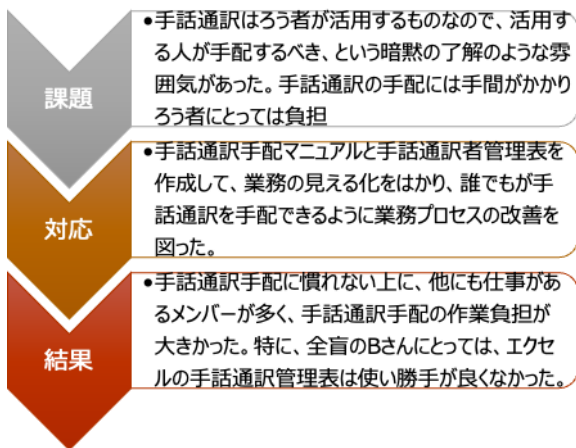 課題
•手話通訳はろう者が活用するものなので、活用す
る人が手配するべき、という暗黙の了解のような雰
囲気があった。手話通訳の手配には手間がかかり
ろう者にとっては負担
対応
•手話通訳手配マニュアルと手話通訳者管理表を
作成して、業務の見える化をはかり、誰でもが手
話通訳を手配できるように業務プロセスの改善を
図った。
結果
•手話通訳手配に慣れない上に、他にも仕事があ
るメンバーが多く、手話通訳手配の作業負担が
大きかった。特に、全盲のBさんにとっては、エクセ
ルの手話通訳管理表は使い勝手が良くなかった。